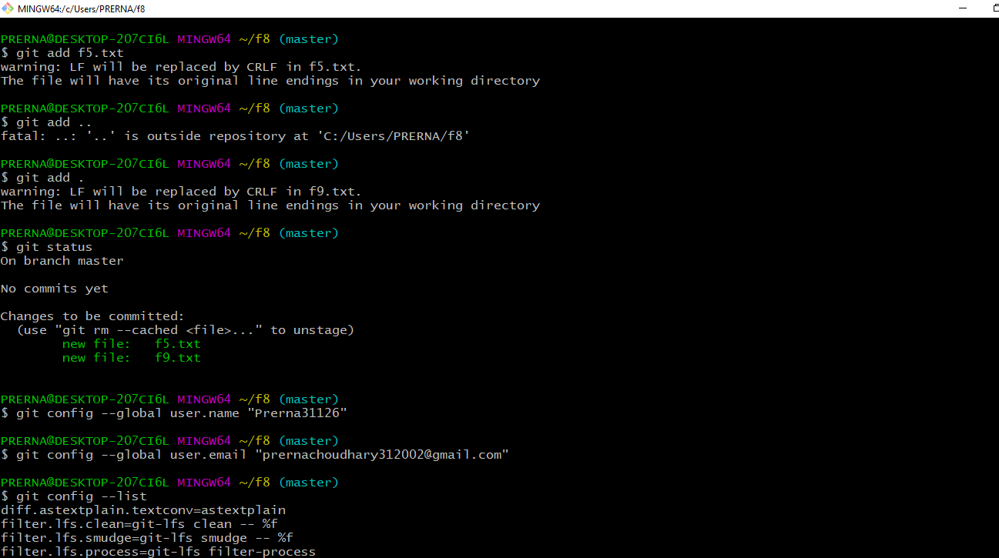 MINGW64:/c/Users/PRERNA/f8
PRERNA@DESKTOP-207CI6L MINGW64 ~/f8 (master)
$ git add f5.txt
warning: LF will be replaced by CRLF in f5.txt.
The file will have its original line endings in your working directory
PRERNA@DESKTOP-207CI6L MINGW64 ~/f8 (master)
$ git add ..
fatal: ..: '..' is outside repository at 'C:/Users/PRERNA/f8'
PRERNA@DESKTOP-207CI6L MINGW64 ~/f8 (master)
$ git add .
warning: LF will be replaced by CRLF in f9.txt.
The file will have its original line endings in your working directory
PRERNA@DESKTOP-207CI6L MINGW64 ~/f8 (master)
$ git status
On branch master
No commits yet
Changes to be committed:
  (use "git rm --cached <file>..." to unstage)
        new file:   f5.txt
        new file:   f9.txt
PRERNA@DESKTOP-207CI6L MINGW64 ~/f8 (master)
$ git config --global user.name "Prerna31126"
PRERNA@DESKTOP-207CI6L MINGW64 ~/f8 (master)
$ git config --global user.email "prernachoudhary312002@gmail.com"
PRERNA@DESKTOP-207CI6L MINGW64 ~/f8 (master)
$ git config --list
diff.astextplain.textconv=astextplain
filter.lfs.clean=git-lfs clean -- %f
filter.lfs.smudge=git-lfs smudge -- %f
filter.lfs.process=git-lfs filter-process